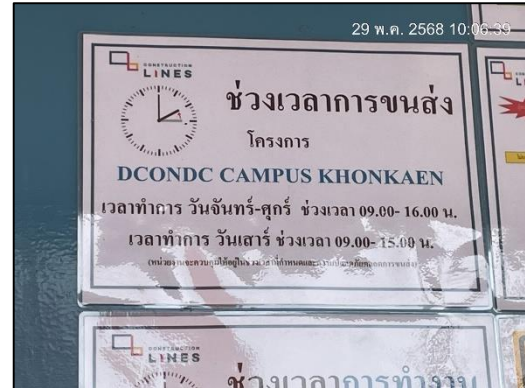 29 พ.ค. 2568 10:06:39
CONSTRUCTION
LINES
ช่วงเวลาการขนส่ง
โครงการ
DCONDC CAMPUS KHONKAEN
เวลาทำการ วันจันทร์-ศุกร์ ช่วงเวลา 09.00- 16.00 น.
เวลาทำการ วันเสาร์ ช่วงเวลา 09.00- 15.00 น.
CONSTRUCTION
LINES
ช่วงเวลาการทำงาน